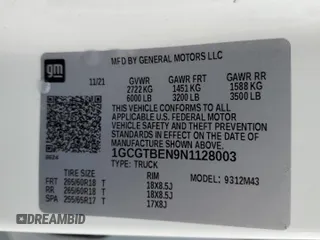 gm
MFD BY GENERAL MOTORS LLC
11/21 GVWR GAWR FRT GAWR RR
2722 KG 1451 KG 1588 KG
6000 LB 3200 LB 3500 LB
THIS VEHICLE CONFORMS TO ALL
APPLICABLE U.S. FEDERAL MOTOR
VEHICLE SAFETY AND THEFT PREVENTION
STANDARDS IN EFFECT ON THE DATE OF
MANUFACTURE SHOWN ABOVE.
1GCGTBEN9N1128003
TYPE: TRUCK
TIRE SIZE RIM MODEL: 9312M43
FRT 265/60R18 T 18X8.5J
RR 265/60R18 T 18X8.5J
SPA 255/65R17 T 17X8J
DREAMBID